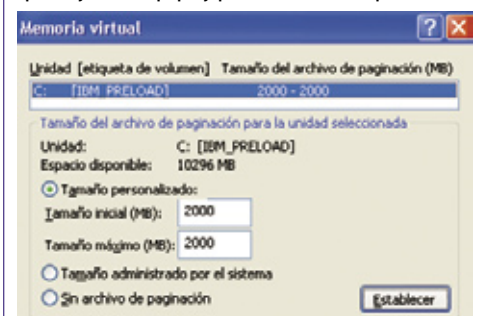 Memoria virtual
Unidad [etiqueta de volumen] Tamaño del archivo de paginación (MB)
C: [IBM_PRELOAD] 2000 - 2000
Tamaño del archivo de paginación para la unidad seleccionada
Unidad: C: [IBM_PRELOAD]
Espacio disponible: 10296 MB
Tamaño personalizado:
Tamaño inicial (MB): 2000
Tamaño máximo (MB): 2000
Tamaño administrado por el sistema
Sin archivo de paginación
Establecer